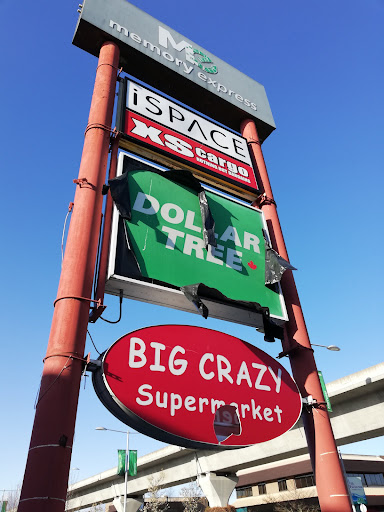 memory express
iSPACE
XS cargo
DOLLAR
TREE
BIG CRAZY
Supermarket